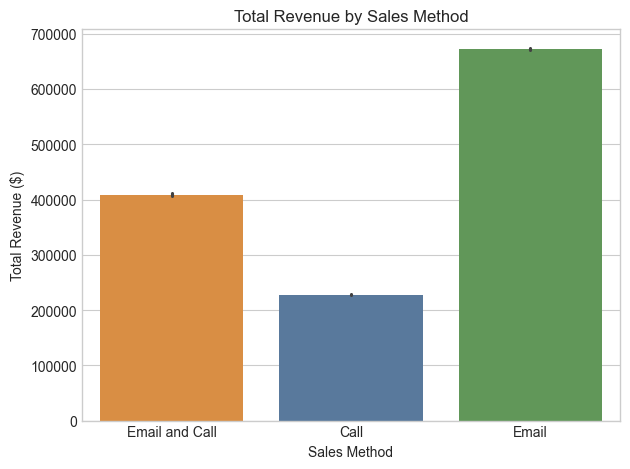 Total Revenue by Sales Method
Total Revenue ($)
700000
600000
500000
400000
300000
200000
100000
0
Email and Call
Call
Email
Sales Method